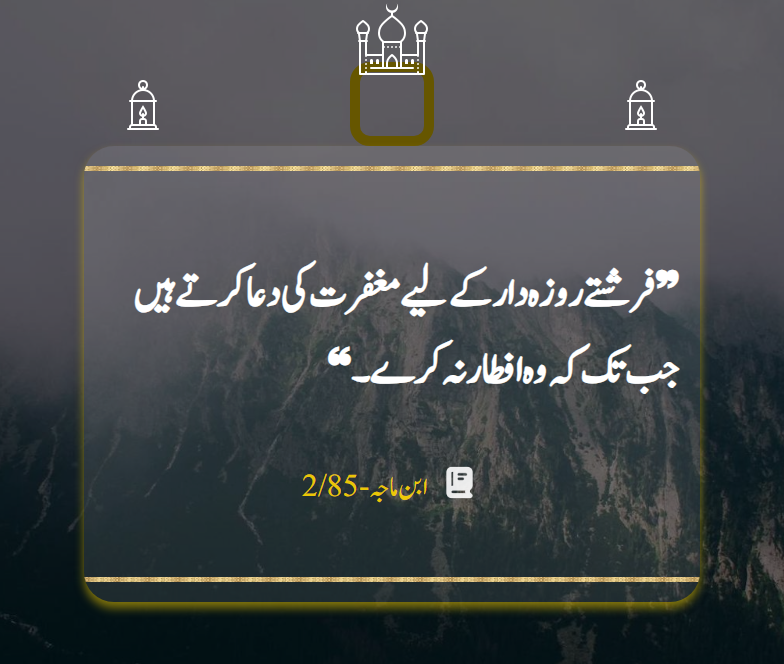 ”فرشتے روزہ دار کے لیے مغفرت کی دعا کرتے ہیں
جب تک کہ وہ افطار نہ کرے۔“
ابن ماجہ-2/85